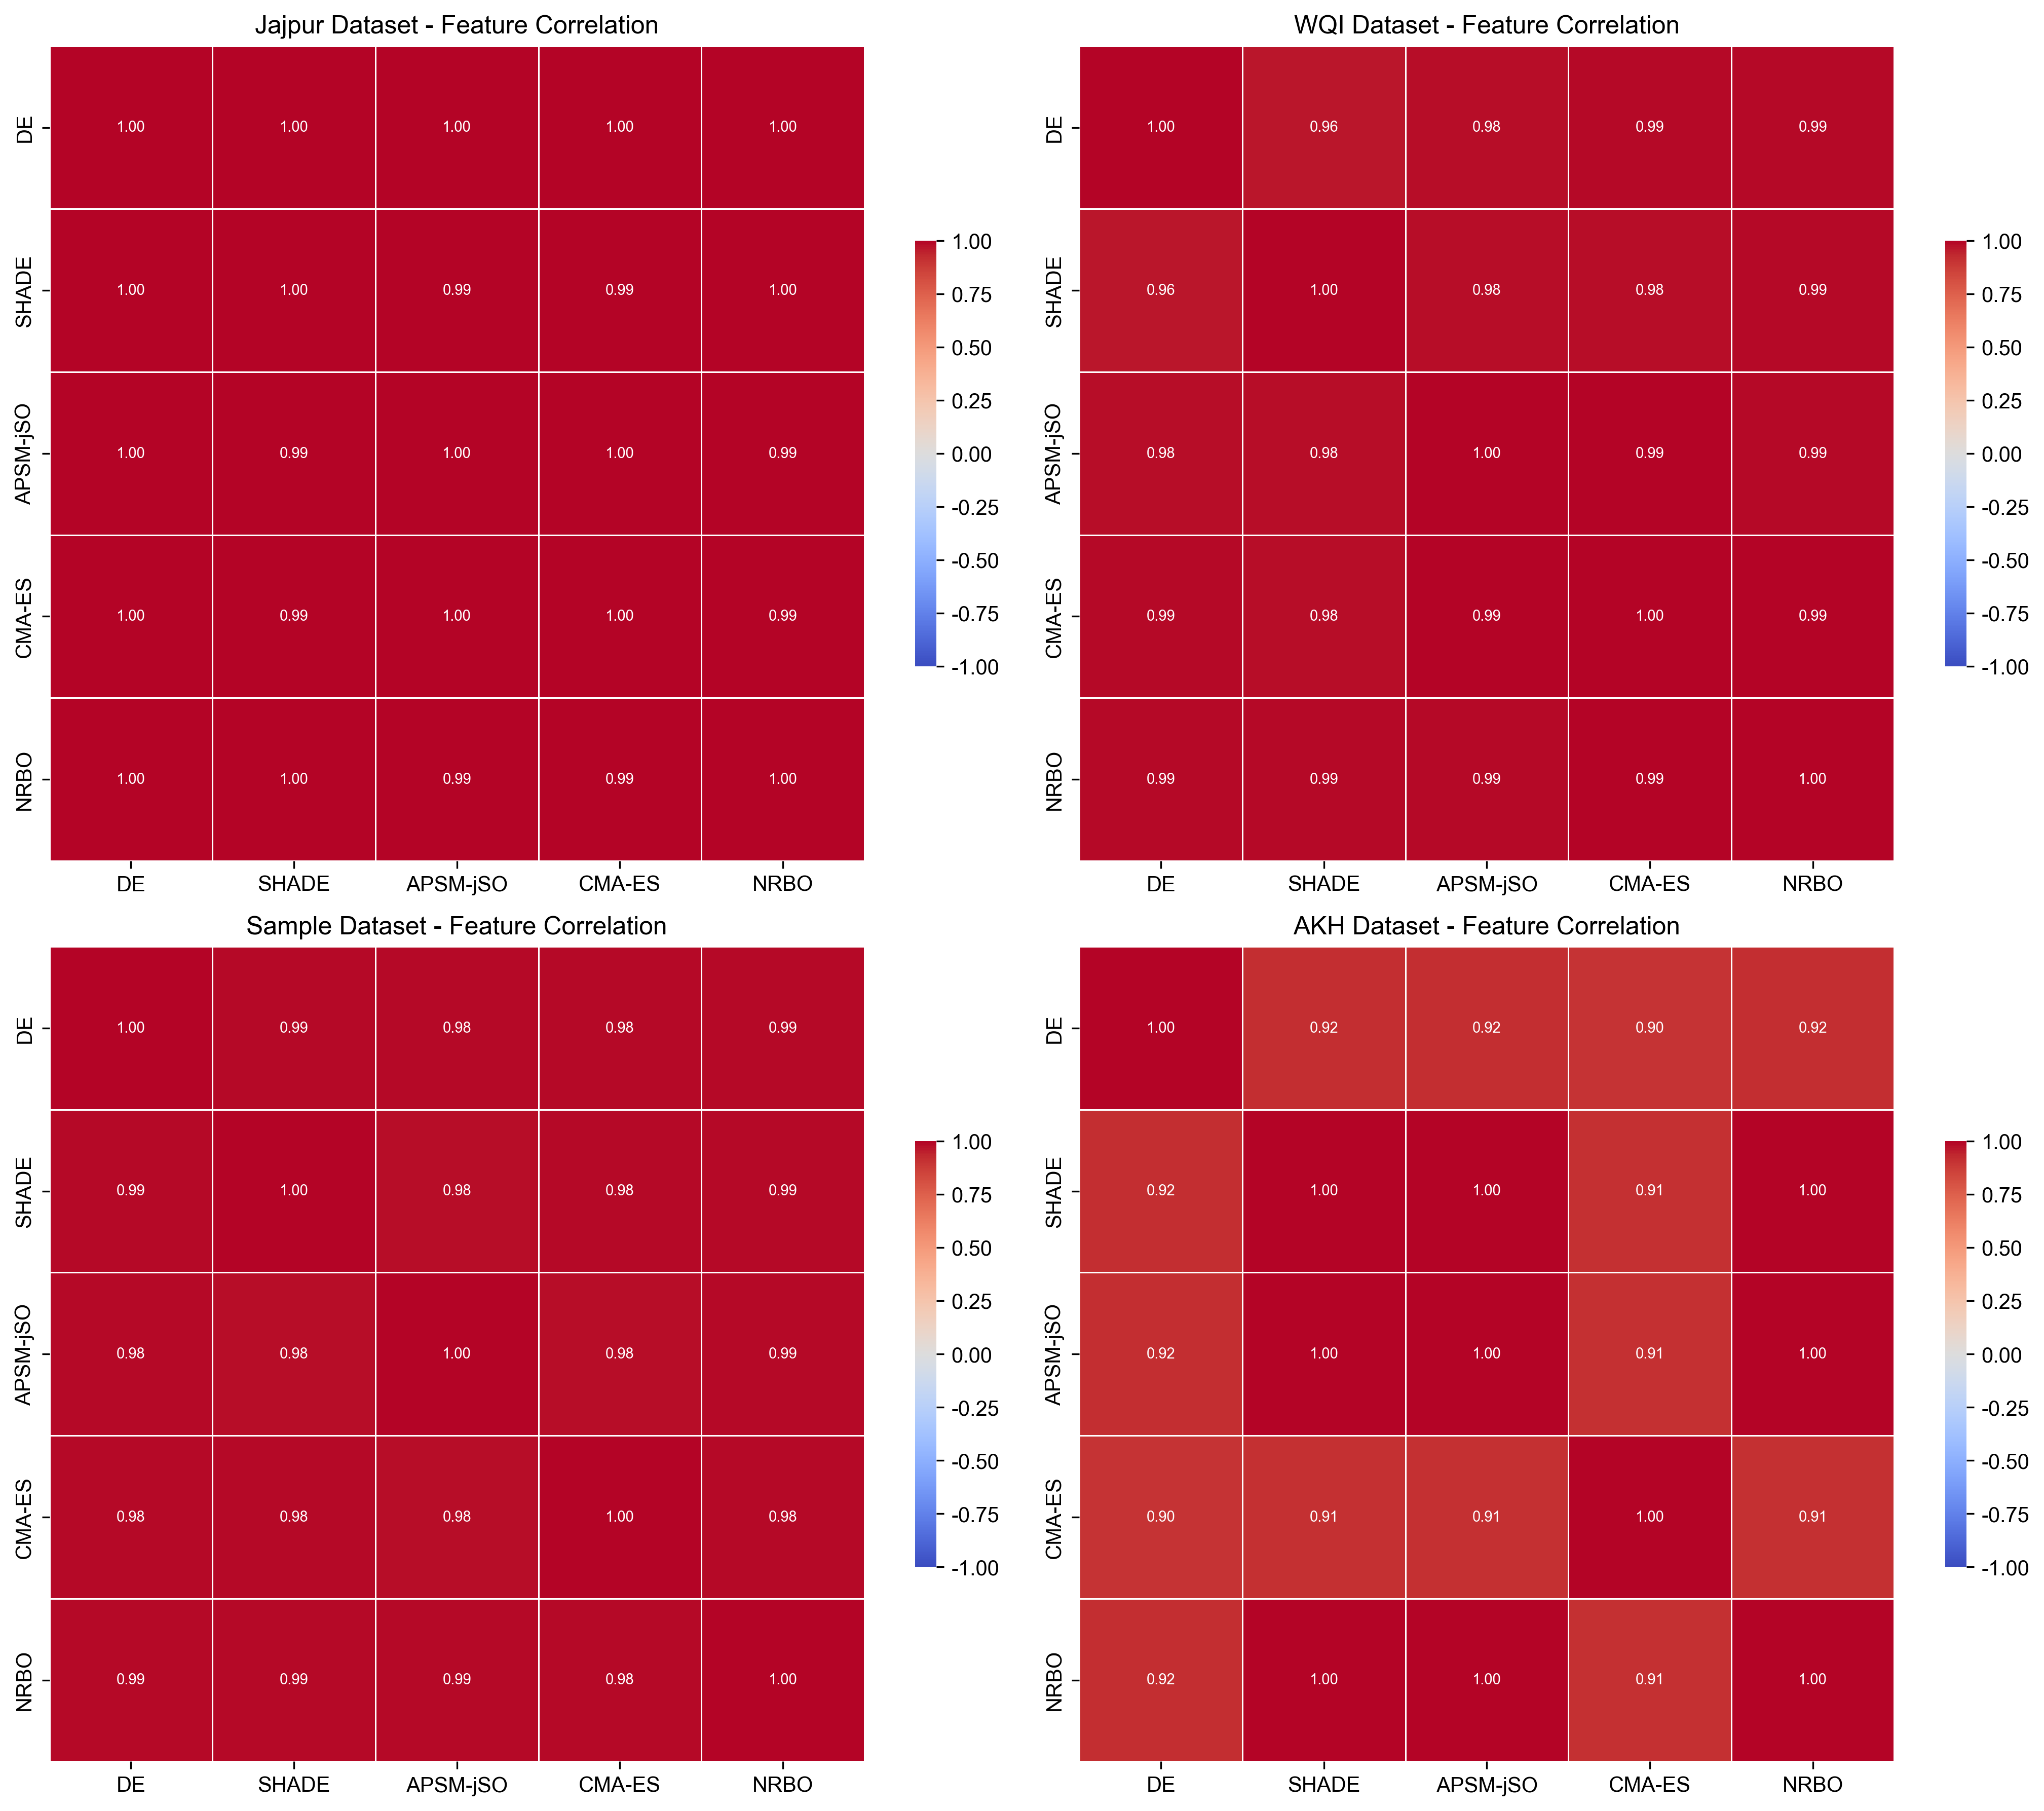 Jajpur Dataset - Feature Correlation
DE 1.00 1.00 1.00 1.00 1.00
SHADE 1.00 1.00 0.99 0.99 1.00
APSM-jSO 1.00 0.99 1.00 1.00 0.99
CMA-ES 1.00 0.99 1.00 1.00 0.99
NRBO 1.00 1.00 0.99 0.99 1.00
DE SHADE APSM-jSO CMA-ES NRBO
1.00
0.75
0.50
0.25
0.00
-0.25
-0.50
-0.75
-1.00
WQI Dataset - Feature Correlation
DE 1.00 0.96 0.98 0.99 0.99
SHADE 0.96 1.00 0.98 0.98 0.99
APSM-jSO 0.98 0.98 1.00 0.99 0.99
CMA-ES 0.99 0.98 0.99 1.00 0.99
NRBO 0.99 0.99 0.99 0.99 1.00
DE SHADE APSM-jSO CMA-ES NRBO
1.00
0.75
0.50
0.25
0.00
-0.25
-0.50
-0.75
-1.00
Sample Dataset - Feature Correlation
DE 1.00 0.99 0.98 0.98 0.99
SHADE 0.99 1.00 0.98 0.98 0.99
APSM-jSO 0.98 0.98 1.00 0.98 0.99
CMA-ES 0.98 0.98 0.98 1.00 0.98
NRBO 0.99 0.99 0.99 0.98 1.00
DE SHADE APSM-jSO CMA-ES NRBO
1.00
0.75
0.50
0.25
0.00
-0.25
-0.50
-0.75
-1.00
AKH Dataset - Feature Correlation
DE 1.00 0.92 0.92 0.90 0.92
SHADE 0.92 1.00 1.00 0.91 1.00
APSM-jSO 0.92 1.00 1.00 0.91 1.00
CMA-ES 0.90 0.91 0.91 1.00 0.91
NRBO 0.92 1.00 1.00 0.91 1.00
DE SHADE APSM-jSO CMA-ES NRBO
1.00
0.75
0.50
0.25
0.00
-0.25
-0.50
-0.75
-1.00